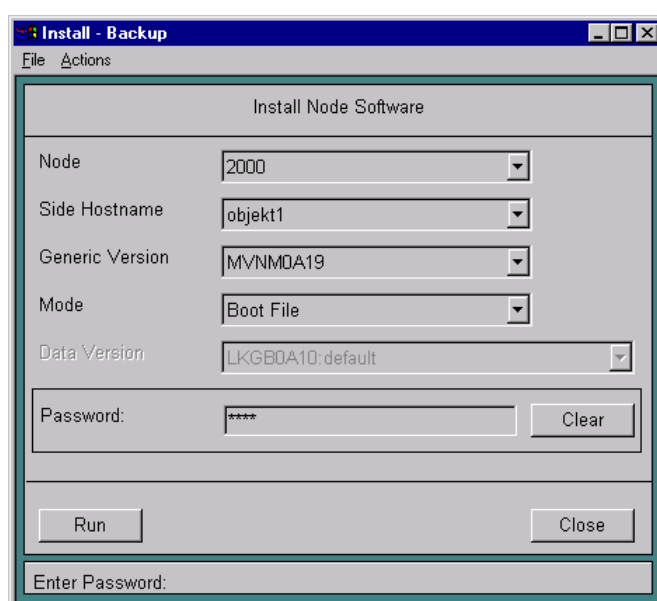 Install - Backup
File Actions
Install Node Software
Node 2000
Side Hostname objekt1
Generic Version MVNM0A19
Mode Boot File
Data Version LKGB0A10:default
Password: **** Clear
Run Close
Enter Password: